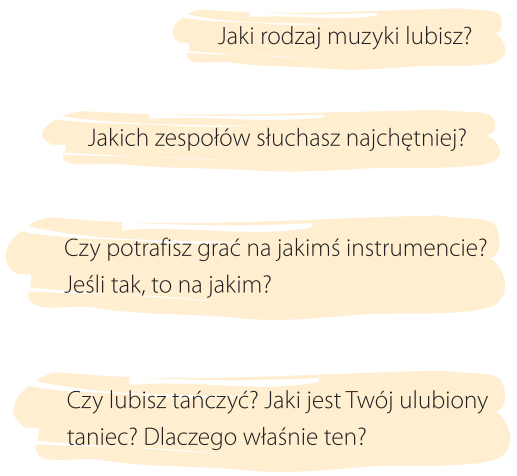 Jaki rodzaj muzyki lubisz?
Jakich zespołów słuchasz najchętniej?
Czy potrafisz grać na jakimś instrumencie?
Jeśli tak, to na jakim?
Czy lubisz tańczyć? Jaki jest Twój ulubiony
taniec? Dlaczego właśnie ten?